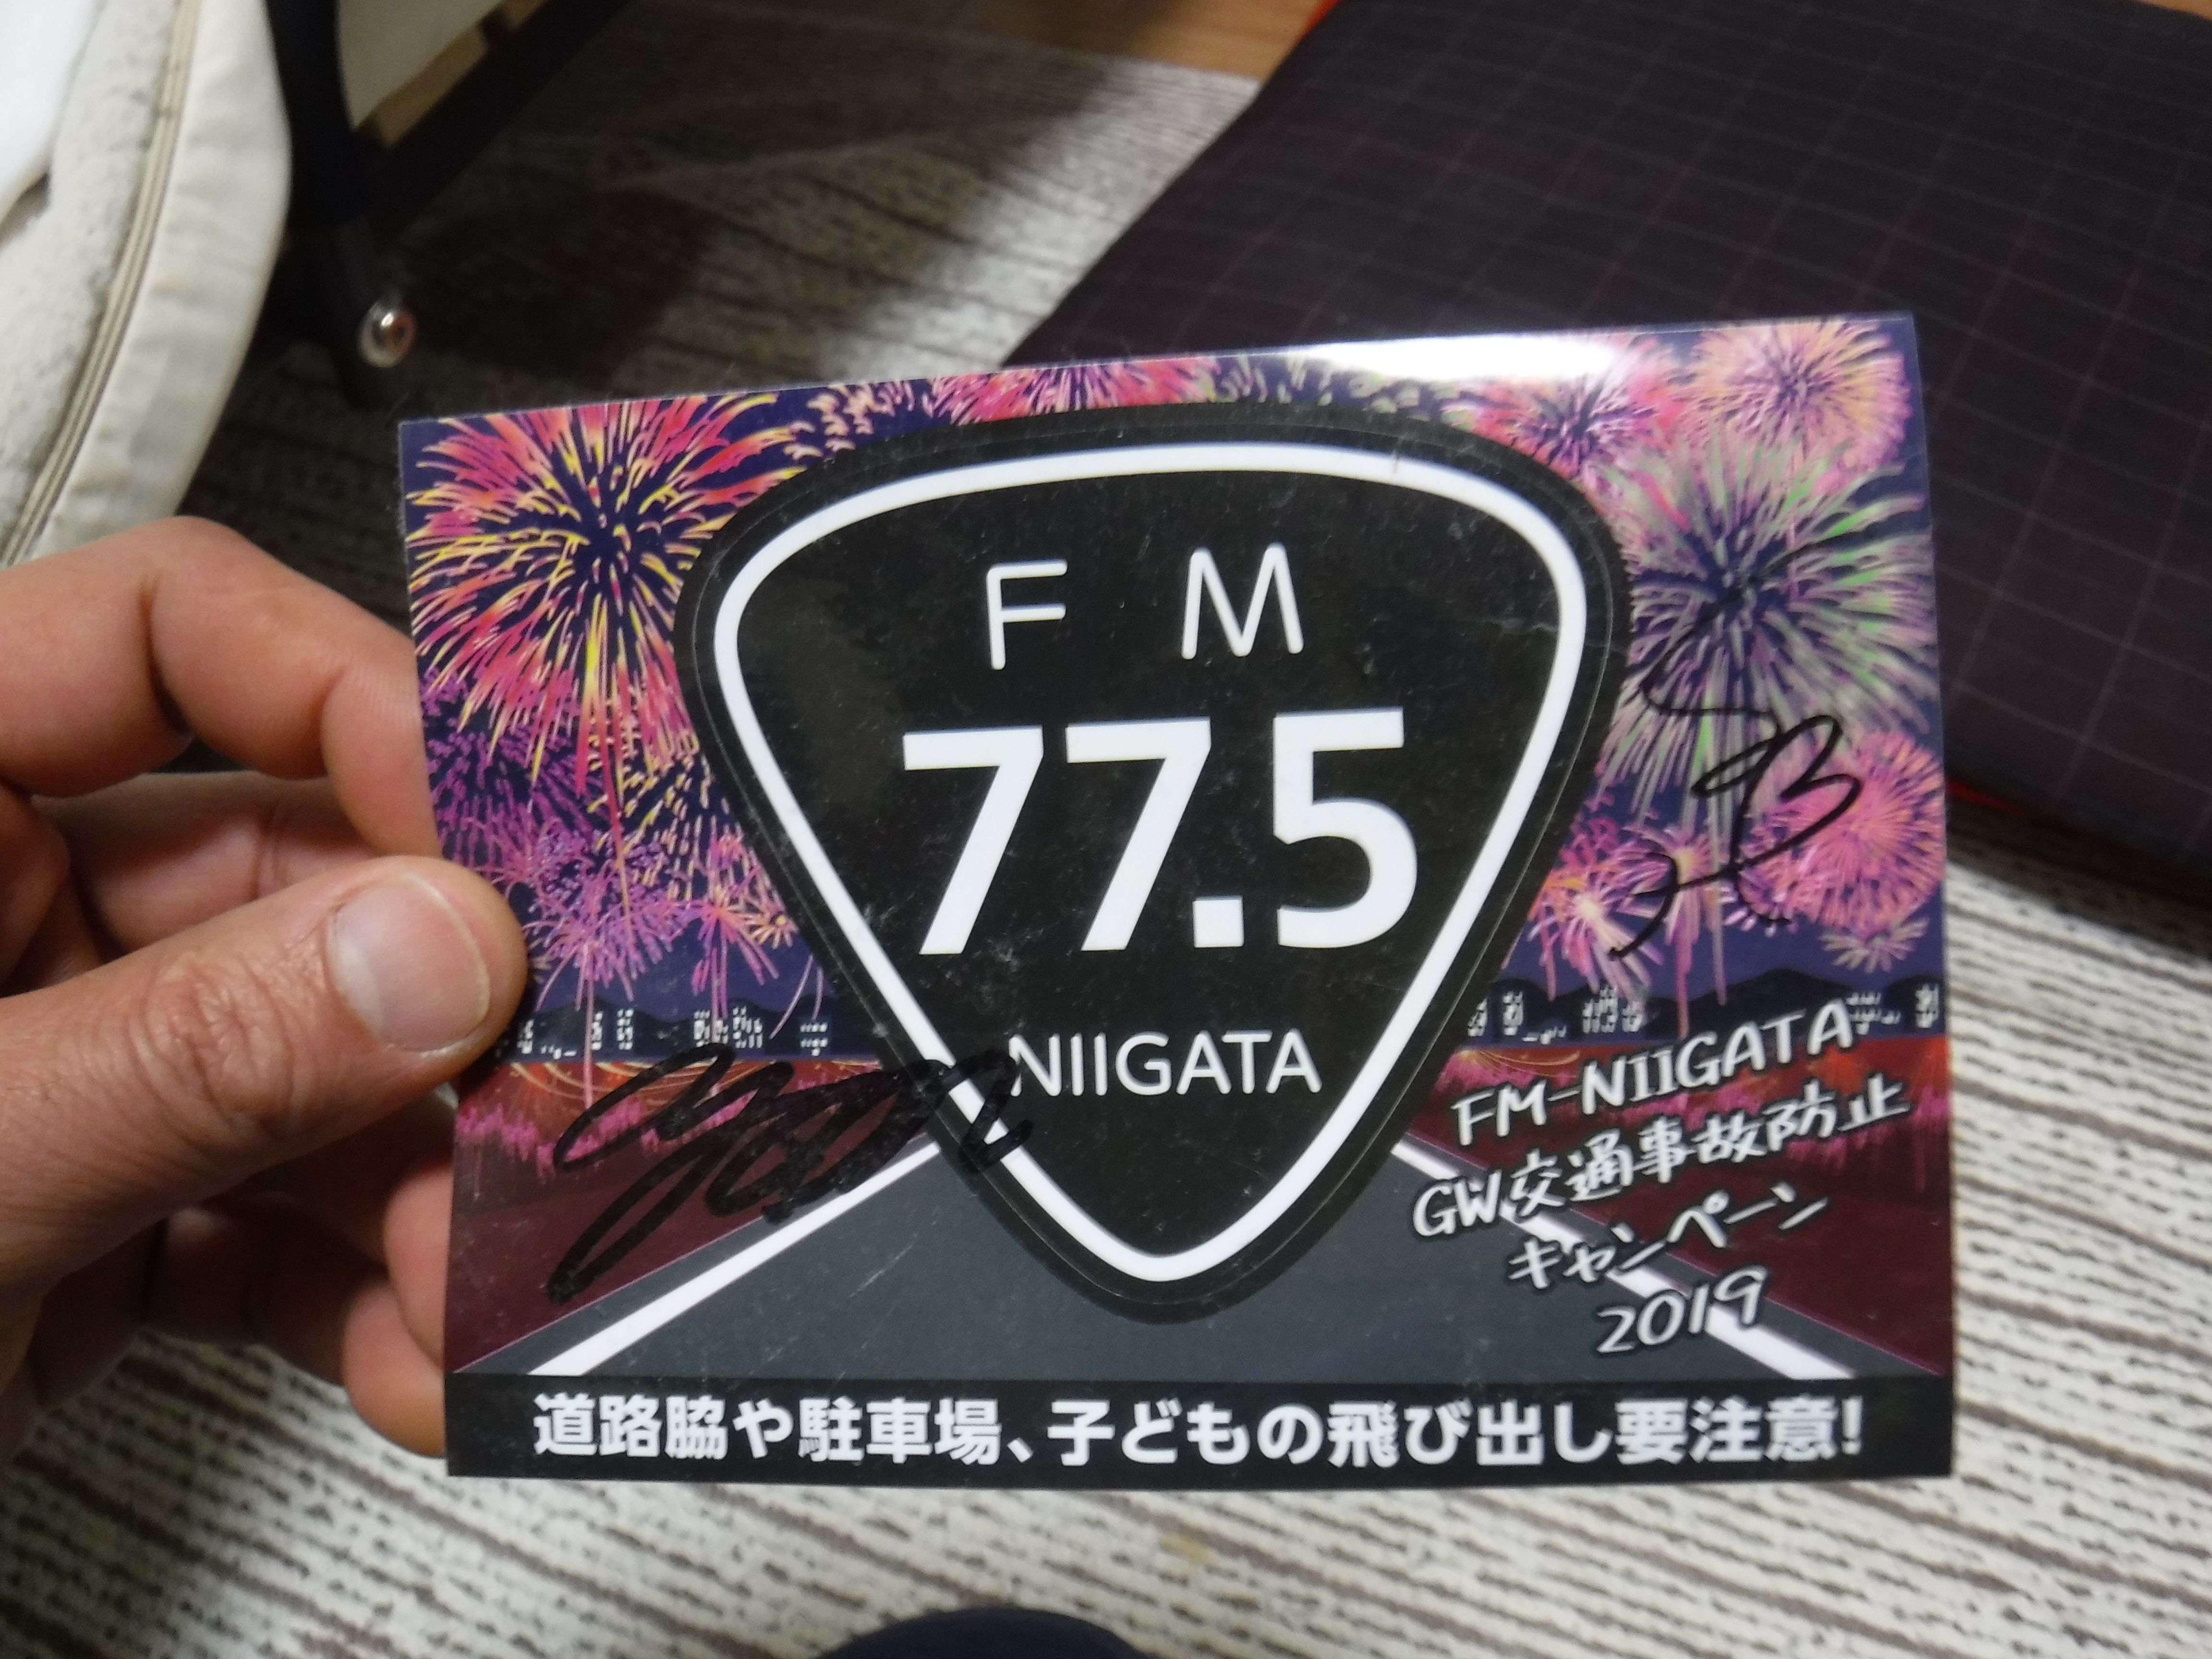 F M
77.5
NIIGATA
FM-NIIGATA
GW交通事故防止
キャンペーン
2019
道路脇や駐車場、子どもの飛び出し要注意!